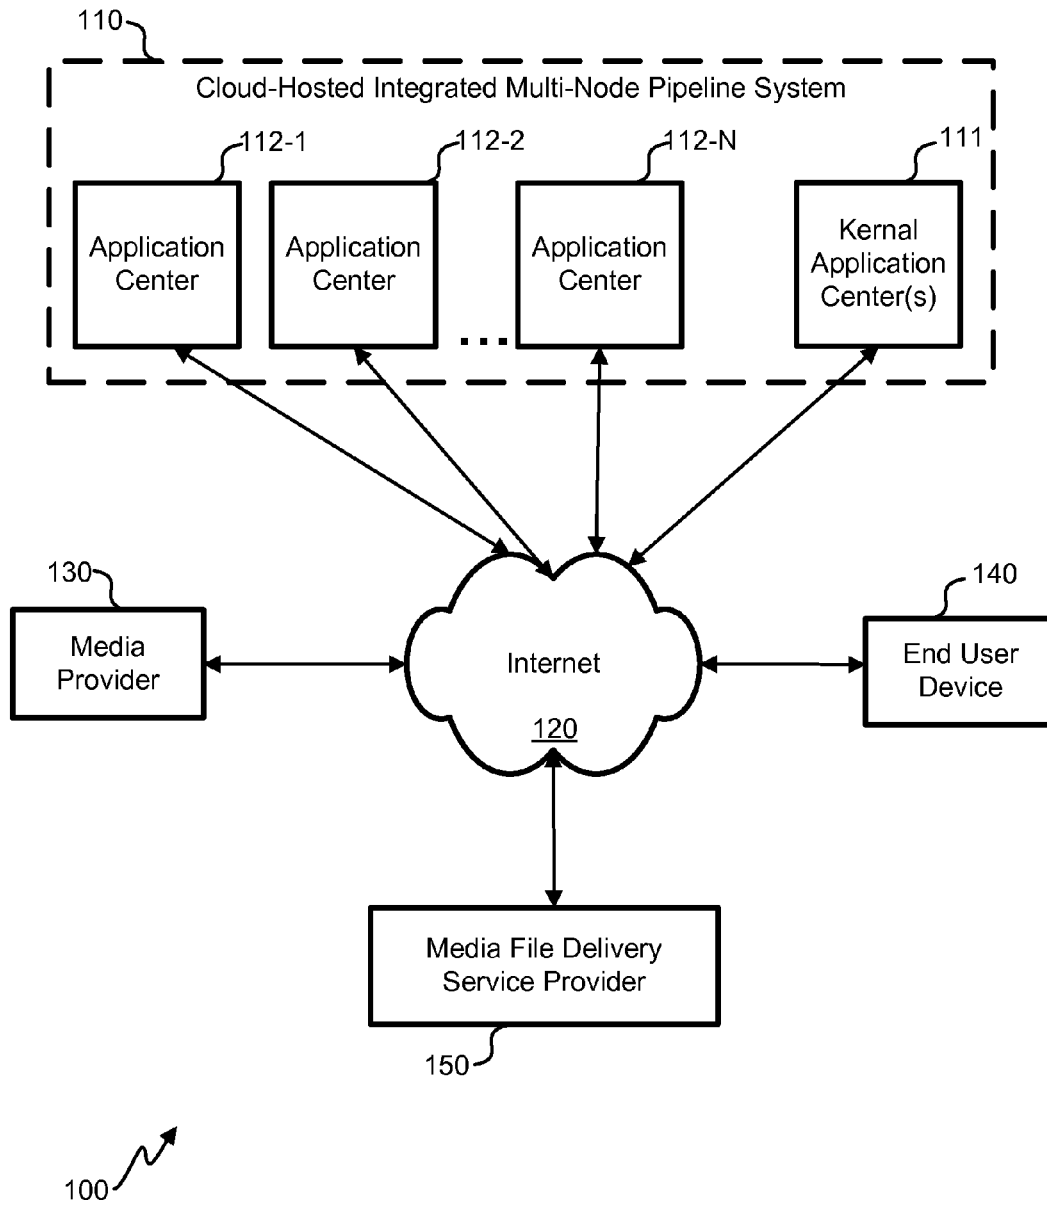 110
Cloud-Hosted Integrated Multi-Node Pipeline System
112-1
112-2
112-N
111
Application
Center
Application
Center
...
Application
Center
Kernal
Application
Center(s)
130
Media
Provider
Internet
120
140
End User
Device
Media File Delivery
Service Provider
150
100